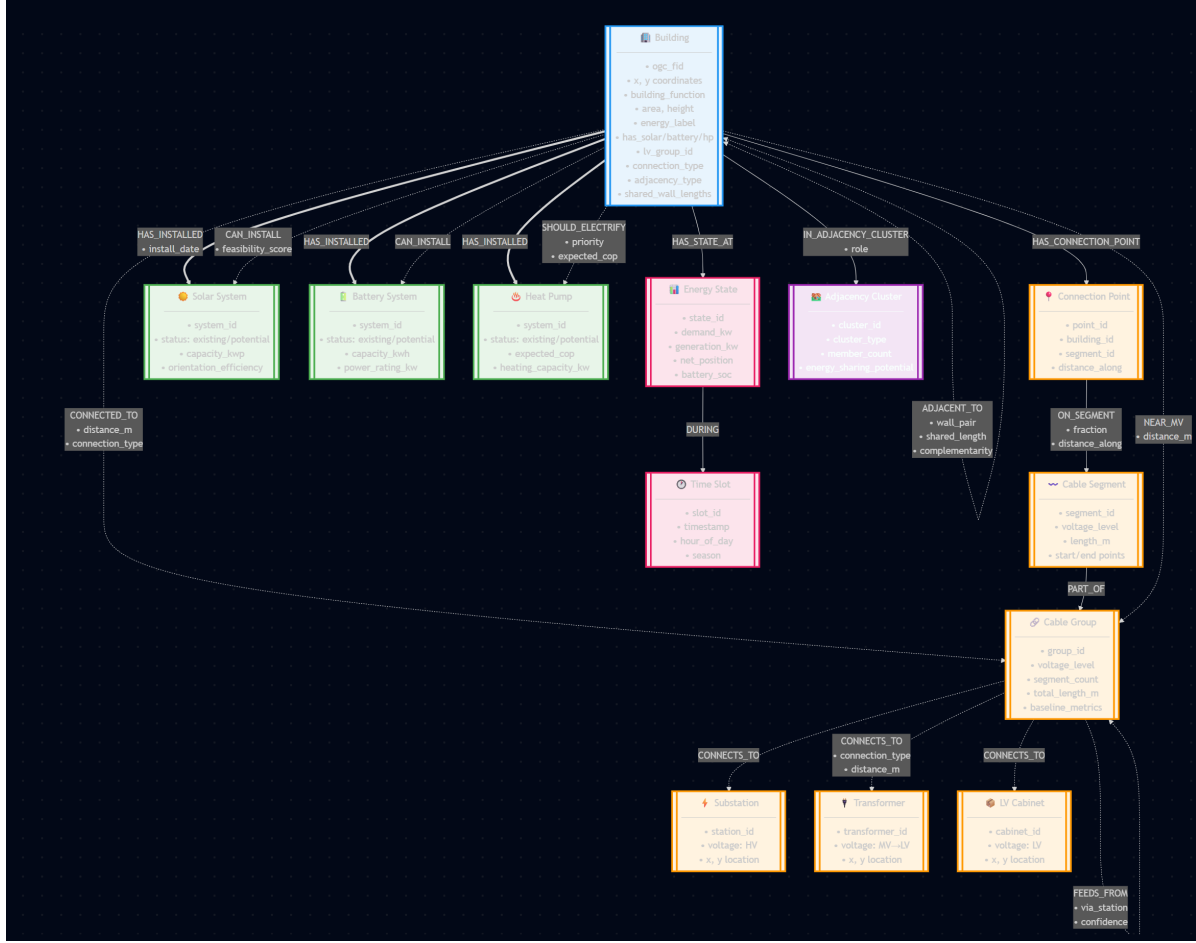 Building
• ogc_fid
• x, y coordinates
• building_function
• area, height
• energy_label
• has_solar/battery/hp
• lv_group_id
• connection_type
• adjacency_type
• shared_wall_lengths
HAS_INSTALLED
• install_date
CAN_INSTALL
• feasibility_score
HAS_INSTALLED
CAN_INSTALL
HAS_INSTALLED
SHOULD_ELECTRIFY
• priority
• expected_cop
HAS_STATE_AT
IN_ADJACENCY_CLUSTER
• role
HAS_CONNECTION_POINT
Solar System
• system_id
• status: existing/potential
• capacity_kwp
• orientation_efficiency
Battery System
• system_id
• status: existing/potential
• capacity_kwh
• power_rating_kw
Heat Pump
• system_id
• status: existing/potential
• expected_cop
• heating_capacity_kw
Energy State
• state_id
• demand_kw
• generation_kw
• net_position
• battery_soc
Adjacency Cluster
• cluster_id
• cluster_type
• member_count
• energy_sharing_potential
Connection Point
• point_id
• building_id
• segment_id
• distance_along
CONNECTED_TO
• distance_m
• connection_type
DURING
ADJACENT_TO
• wall_pair
• shared_length
• complementarity
ON_SEGMENT
• fraction
• distance_along
NEAR_MV
• distance_m
Time Slot
• slot_id
• timestamp
• hour_of_day
• season
Cable Segment
• segment_id
• voltage_level
• length_m
• start/end points
PART_OF
Cable Group
• group_id
• voltage_level
• segment_count
• total_length_m
• baseline_metrics
CONNECTS_TO
CONNECTS_TO
• connection_type
• distance_m
CONNECTS_TO
Substation
• station_id
• voltage: HV
• x, y location
Transformer
• transformer_id
• voltage: MV→LV
• x, y location
LV Cabinet
• cabinet_id
• voltage: LV
• x, y location
FEEDS_FROM
• via_station
• confidence